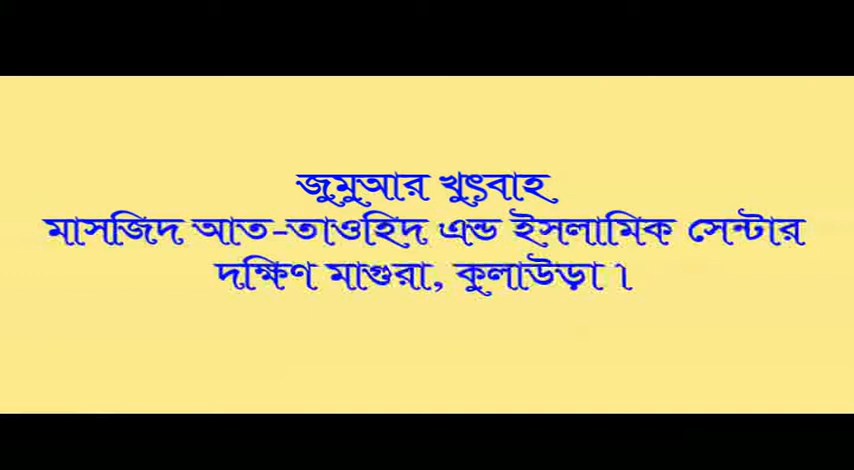 জুমুআর খুৎবাহ
মাসজিদ আত-তাওহিদ এন্ড ইসলামিক সেন্টার
দক্ষিণ মাগুরা, কুলাউড়া ।